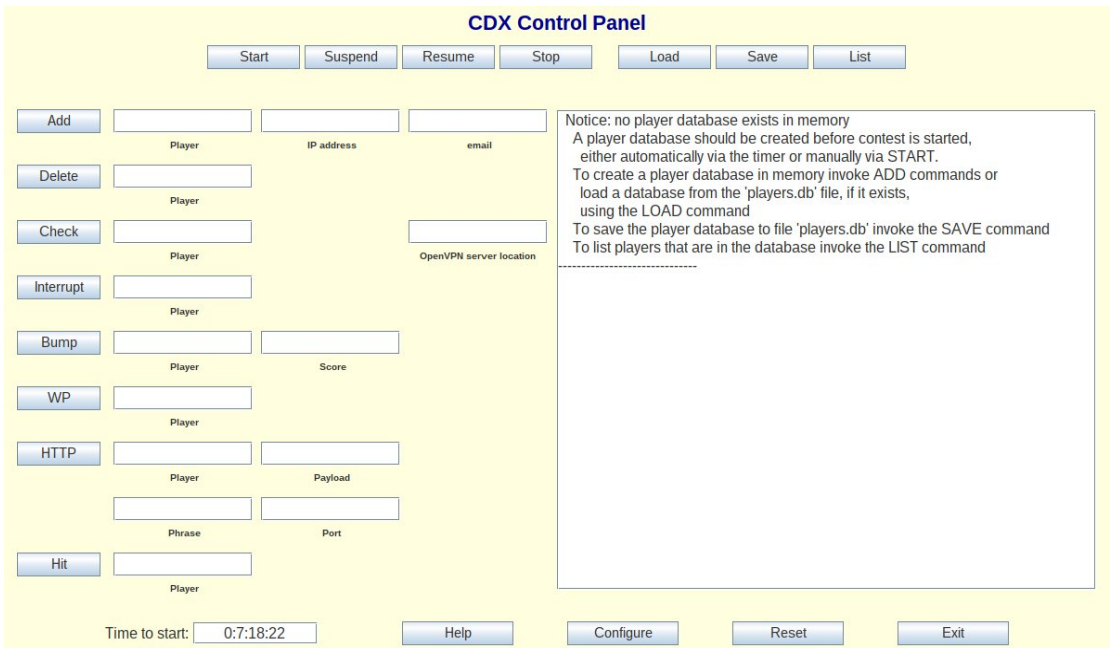 CDX Control Panel
Start Suspend Resume Stop Load Save List
Add
Player IP address email
Delete
Player
Check
Player OpenVPN server location
Interrupt
Player
Bump
Player Score
WP
Player
HTTP
Player Payload
Phrase Port
Hit
Player
Notice: no player database exists in memory
A player database should be created before contest is started,
either automatically via the timer or manually via START.
To create a player database in memory invoke ADD commands or
load a database from the 'players.db' file, if it exists,
using the LOAD command
To save the player database to file 'players.db' invoke the SAVE command
To list players that are in the database invoke the LIST command
------------------------------
Time to start: 0:7:18:22 Help Configure Reset Exit